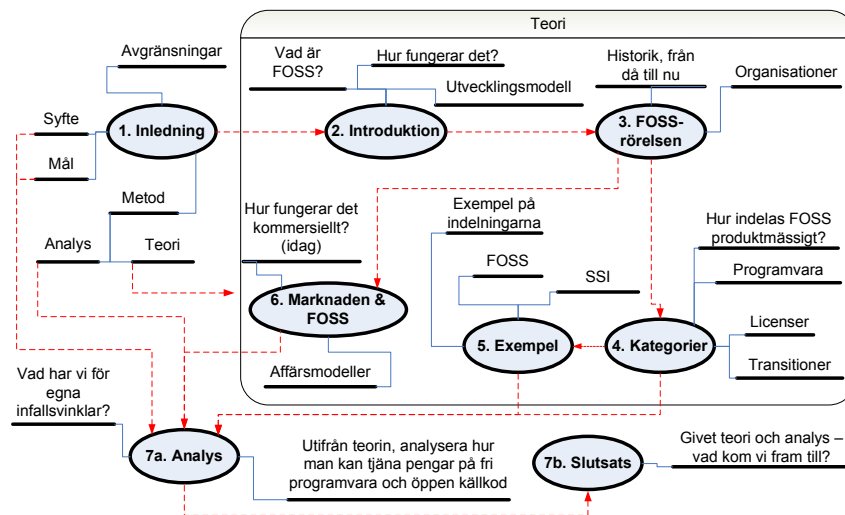 Teori
Avgränsningar
Vad är
FOSS?
Hur fungerar det?
Utvecklingsmodell
Historik, från
då till nu
Organisationer
Syfte
1. Inledning
2. Introduktion
3. FOSS-
rörelsen
Mål
Metod
Analys
Teori
Hur fungerar det
kommersiellt?
(idag)
Exempel på
indelningarna
FOSS
SSI
Hur indelas FOSS
produktmässigt?
Programvara
6. Marknaden &
FOSS
5. Exempel
4. Kategorier
Licenser
Transitioner
Affärsmodeller
Vad har vi för
egna
infallsvinklar?
7a. Analys
Utifrån teorin, analysera hur
man kan tjäna pengar på fri
programvara och öppen källkod
7b. Slutsats
Givet teori och analys –
vad kom vi fram till?